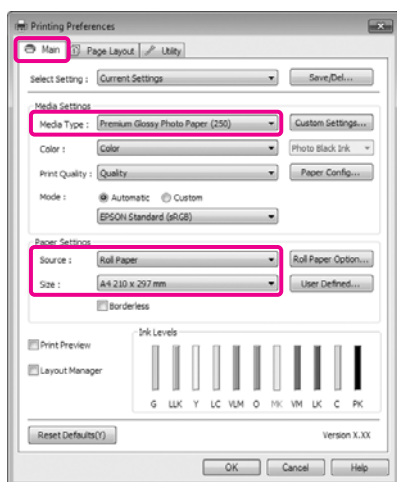 Printing Preferences
Main Page Layout Utility
Select Setting : Current Settings Save/Del...
Media Settings
Media Type : Premium Glossy Photo Paper (250) Custom Settings...
Color : Color Photo Black Ink
Print Quality : Quality Paper Config...
Mode : Automatic Custom
EPSON Standard (sRGB)
Paper Settings
Source : Roll Paper Roll Paper Option...
Size : A4 210 x 297 mm User Defined...
Borderless
Ink Levels
Print Preview
Layout Manager
G LLK Y LC VLM O MK VM LK C PK
Reset Defaults(Y) Version X.XX
OK Cancel Help